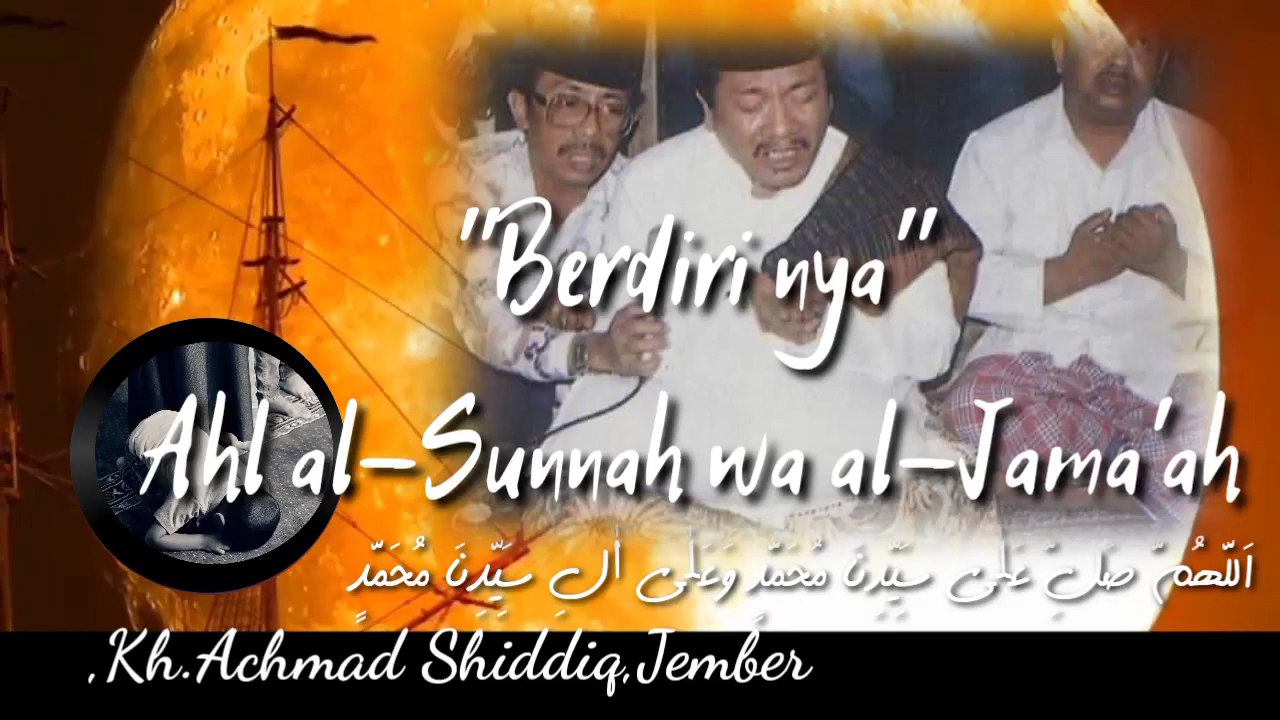 "Berdiri nya"
Ahl al-Sunnah wa al-Jama'ah
اَللّٰهُمَّ صَلِّ عَلٰى سَيِّدِنَا مُحَمَّدٍ وَعَلٰى اٰلِ سَيِّدِنَا مُحَمَّدٍ
,Kh.Achmad Shiddiq,Jember